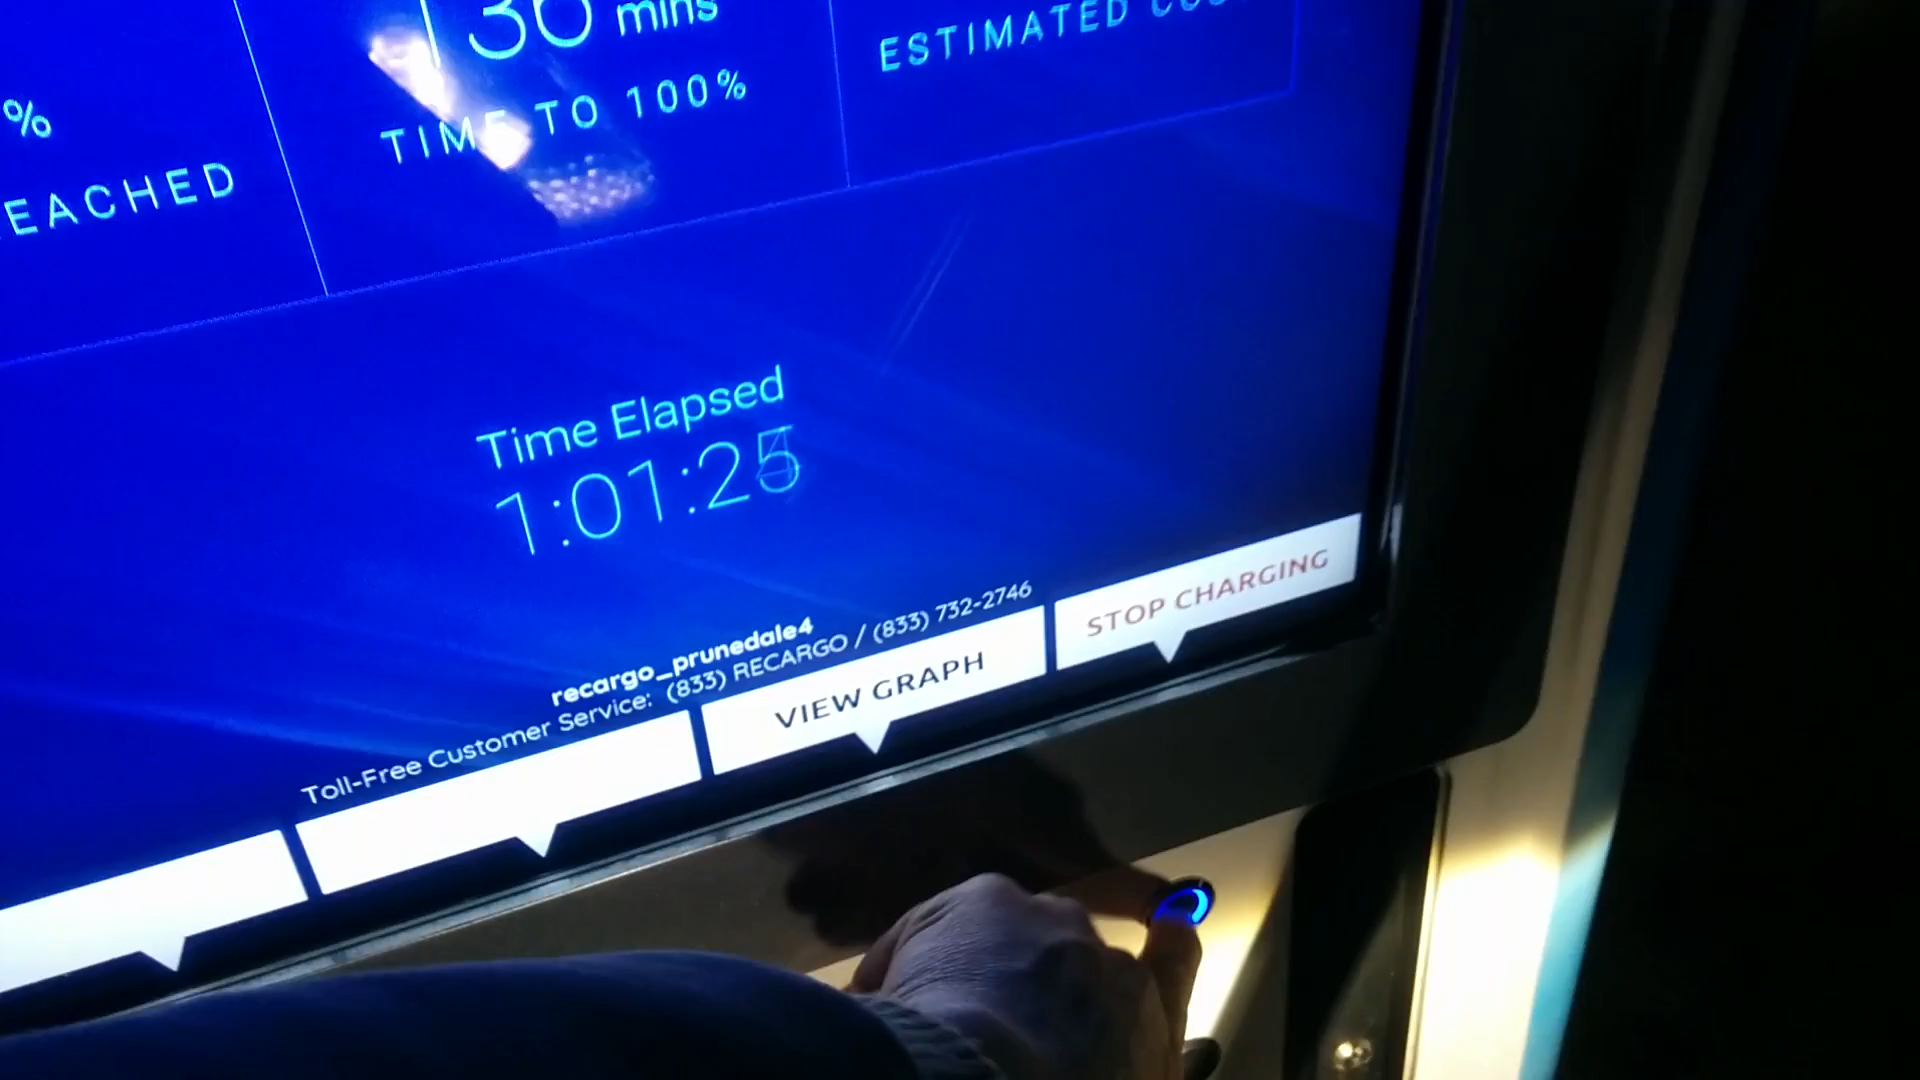 30 mins
%
TIME TO 100%
ESTIMATED
EACHED
Time Elapsed
1:01:25
recargo_prunedale4
Toll-Free Customer Service: (833) RECARGO / (833) 732-2746
VIEW GRAPH
STOP CHARGING